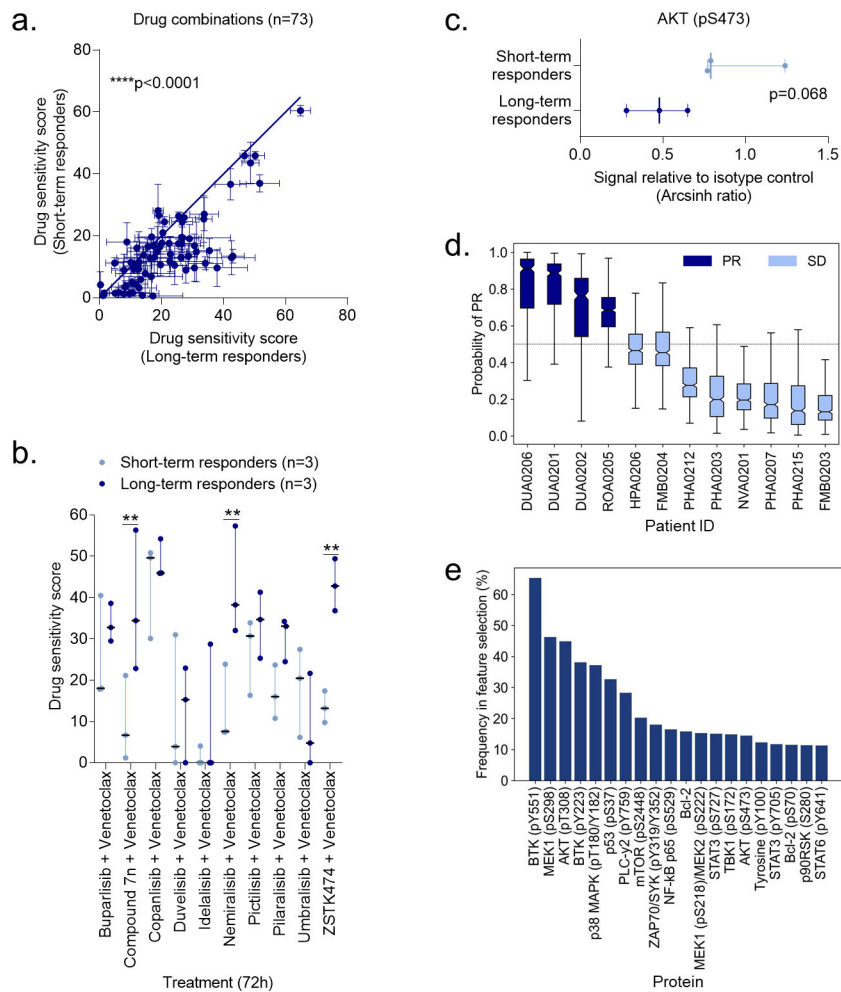 a.
Drug combinations (n=73)
80
60
40
20
0
****p<0.0001
Drug sensitivity score
(Short-term responders)
0
20
40
60
80
Drug sensitivity score
(Long-term responders)
b.
Short-term responders (n=3)
Long-term responders (n=3)
70
60
50
40
30
20
10
0
Drug sensitivity score
**
**
**
Buparlisib + Venetoclax
Compound 7n + Venetoclax
Copanlisib + Venetoclax
Duvelisib + Venetoclax
Idelalisib + Venetoclax
Nemiralisib + Venetoclax
Pictilisib + Venetoclax
Pilaralisib + Venetoclax
Umbralisib + Venetoclax
ZSTK474 + Venetoclax
Treatment (72h)
c.
AKT (pS473)
Short-term
responders
Long-term
responders
p=0.068
0.0
0.5
1.0
1.5
Signal relative to isotype control
(Arcsinh ratio)
d.
PR
SD
1.0
0.8
0.6
0.4
0.2
0.0
Probability of PR
DUA0206
DUA0201
DUA0202
ROA0205
HPA0206
FMB0204
PHA0212
PHA0203
NVA0201
PHA0207
PHA0215
FMB0203
Patient ID
e
60
50
40
30
20
10
0
Frequency in feature selection (%)
BTK (pY551)
MEK1 (pS298)
AKT (pT308)
BTK (pY223)
p38 MAPK (pT180/Y182)
p53 (pS37)
PLC-y2 (pY759)
mTOR (pS2448)
ZAP70/SYK (pY319/Y352)
NF-kB p65 (pS529)
Bcl-2
MEK1 (pS218)/MEK2 (pS222)
STAT3 (pS727)
TBK1 (pS172)
AKT (pS473)
Tyrosine (pY100)
STAT3 (pY705)
Bcl-2 (pS70)
p90RSK (S280)
STAT6 (pY641)
Protein